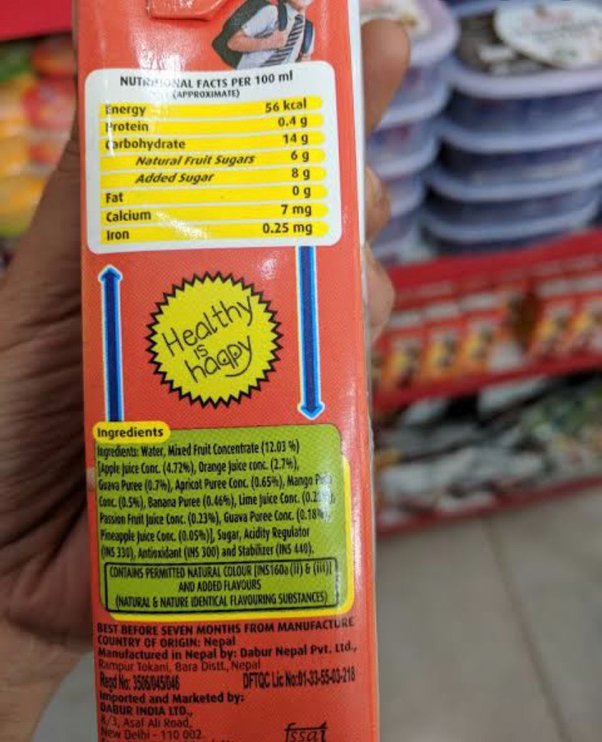 NUTRITIONAL FACTS PER 100 ml
(APPROXIMATE)
Energy 56 kcal
Protein 0.4 g
Carbohydrate 14 g
Natural Fruit Sugars 6 g
Added Sugar 8 g
Fat 0 g
Calcium 7 mg
Iron 0.25 mg
Healthy
is
happy
Ingredients
Ingredients: Water, Mixed Fruit Concentrate (12.03 %)
[Apple Juice Conc. (4.72%), Orange Juice conc. (2.7%),
Guava Puree (0.7%), Apricot Puree Conc. (0.65%), Mango
Conc. (0.5%), Banana Puree (0.46%), Lime Juice Conc.
Passion Fruit Juice Conc. (0.23%), Guava Puree Conc. (0.18%),
Pineapple Juice Conc. (0.05%)], Sugar, Acidity Regulator
(INS 330), Antioxidant (INS 300) and Stabilizer (INS 440).
CONTAINS PERMITTED NATURAL COLOUR [INS160a (ii) & (iii)]
AND ADDED FLAVOURS
(NATURAL & NATURE IDENTICAL FLAVOURING SUBSTANCES)
BEST BEFORE SEVEN MONTHS FROM MANUFACTURE
COUNTRY OF ORIGIN: Nepal
Manufactured in Nepal by: Dabur Nepal Pvt. Ltd.,
Rampur Tokani, Bara Distt., Nepal
Regd No: 3506/045/046 DFTQC Lic No:01-33-55-03-218
Imported and Marketed by:
DABUR INDIA LTD.,
8/3, Asaf Ali Road,
New Delhi - 110 002
fssai